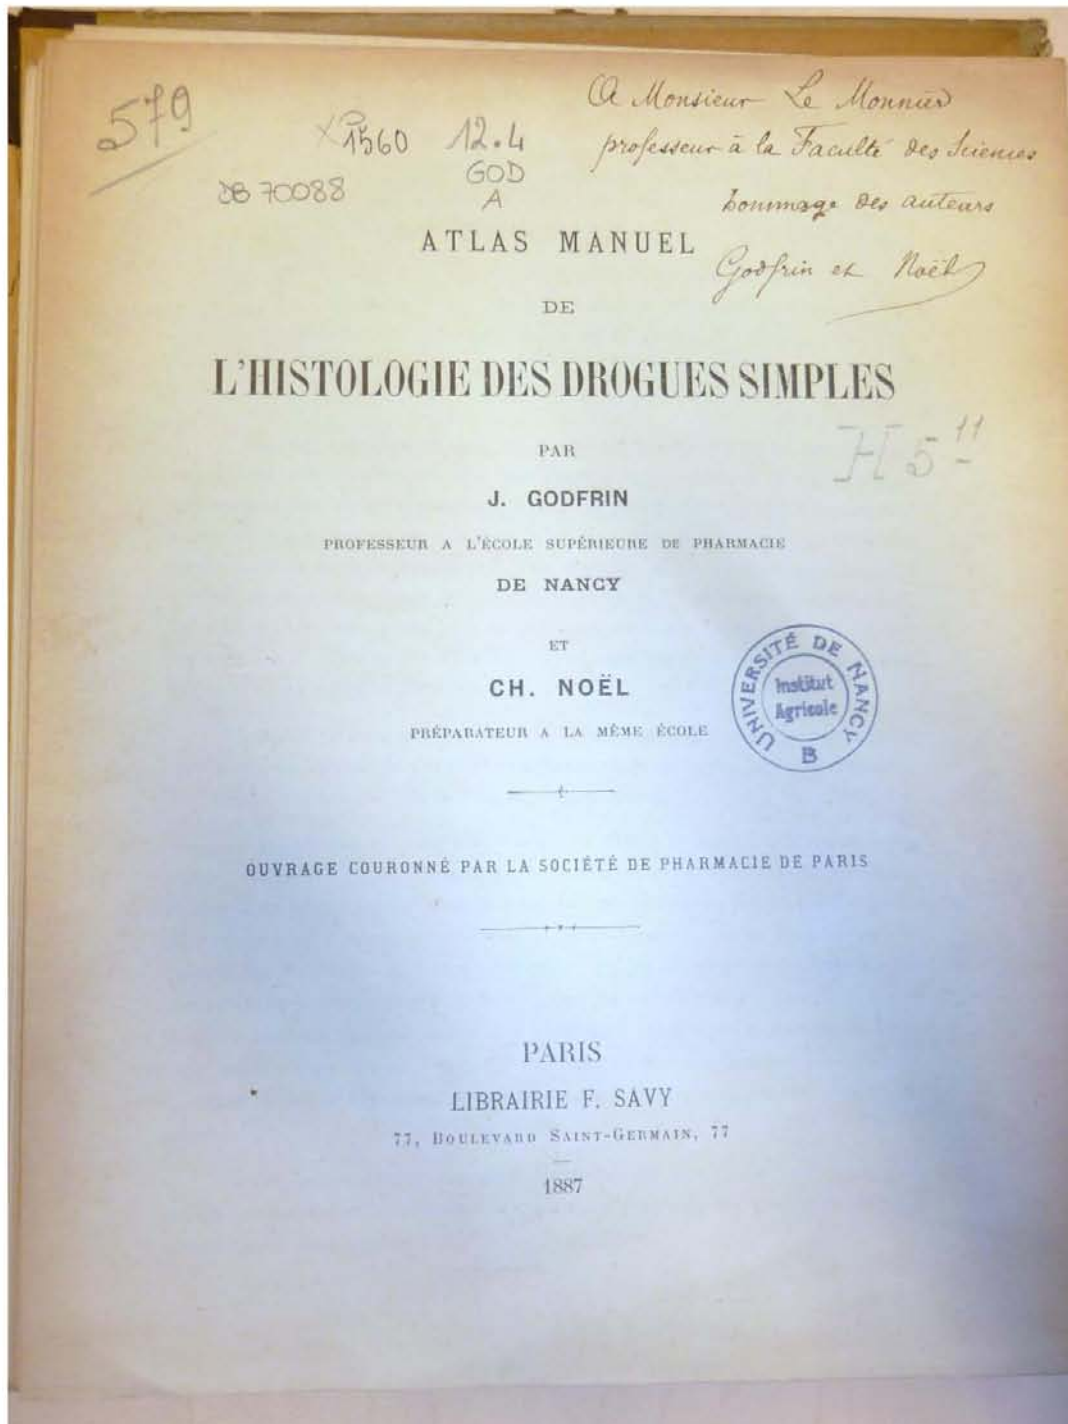 579
1560
12.4
GOD
A
DB 70088
A Monsieur Le Monnier
professeur à la Faculté des Sciences
hommage des auteurs
Godfrin et Noël
ATLAS MANUEL
DE
L'HISTOLOGIE DES DROGUES SIMPLES
PAR
H 5 11
J. GODFRIN
PROFESSEUR A L'ÉCOLE SUPÉRIEURE DE PHARMACIE
DE NANCY
ET
CH. NOËL
PRÉPARATEUR A LA MÊME ÉCOLE
UNIVERSITÉ DE NANCY
Institut
Agricole
B
OUVRAGE COURONNÉ PAR LA SOCIÉTÉ DE PHARMACIE DE PARIS
PARIS
LIBRAIRIE F. SAVY
77, BOULEVARD SAINT-GERMAIN, 77
1887